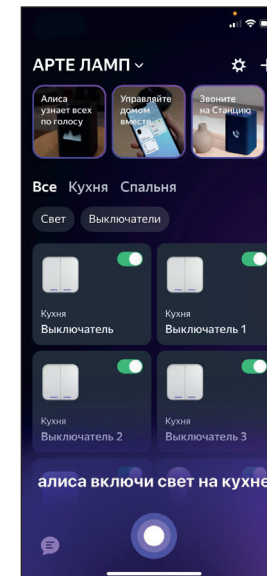 АРТЕ ЛАМП
Алиса
узнает всех
по голосу
Управляйте
домом
вместе
Звоните
на Станцию
Все Кухня Спальня
Свет Выключатели
Кухня
Выключатель
Кухня
Выключатель 1
Кухня
Выключатель 2
Кухня
Выключатель 3
алиса включи свет на кухне